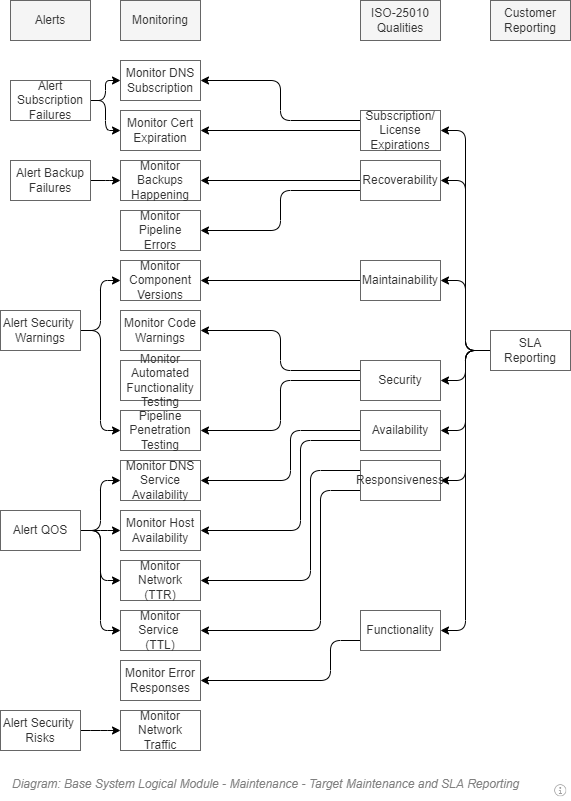 Alerts
Monitoring
ISO-25010
Qualities
Customer
Reporting
Alert
Subscription
Failures
Monitor DNS
Subscription
Monitor Cert
Expiration
Subscription/
License
Expirations
Alert Backup
Failures
Monitor
Backups
Happening
Recoverability
Monitor
Pipeline
Errors
Monitor
Component
Versions
Maintainability
Alert Security
Warnings
Monitor Code
Warnings
SLA
Reporting
Monitor
Automated
Functionality
Testing
Security
Pipeline
Penetration
Testing
Availability
Monitor DNS
Service
Availability
Responsiveness
Alert QOS
Monitor Host
Availability
Monitor
Network
(TTR)
Monitor
Service
(TTL)
Functionality
Monitor Error
Responses
Alert Security
Risks
Monitor
Network
Traffic
Diagram: Base System Logical Module - Maintenance - Target Maintenance and SLA Reporting